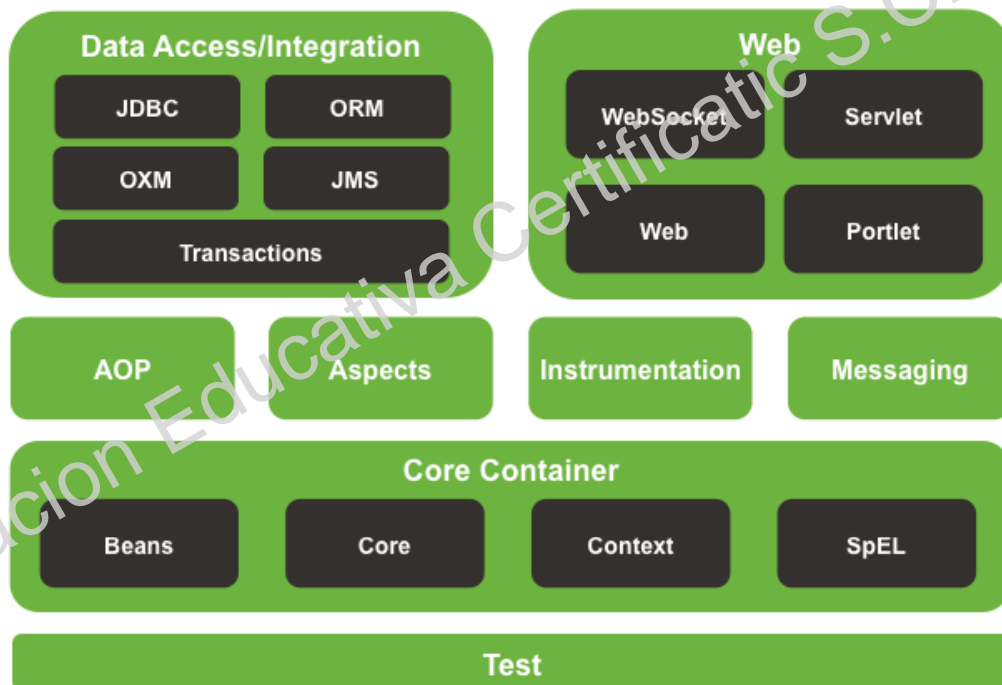 Data Access/Integration
JDBC
ORM
OXM
JMS
Transactions
Web
WebSocket
Servlet
Web
Portlet
AOP
Aspects
Instrumentation
Messaging
Core Container
Beans
Core
Context
SpEL
Test
Educativa Certificatic